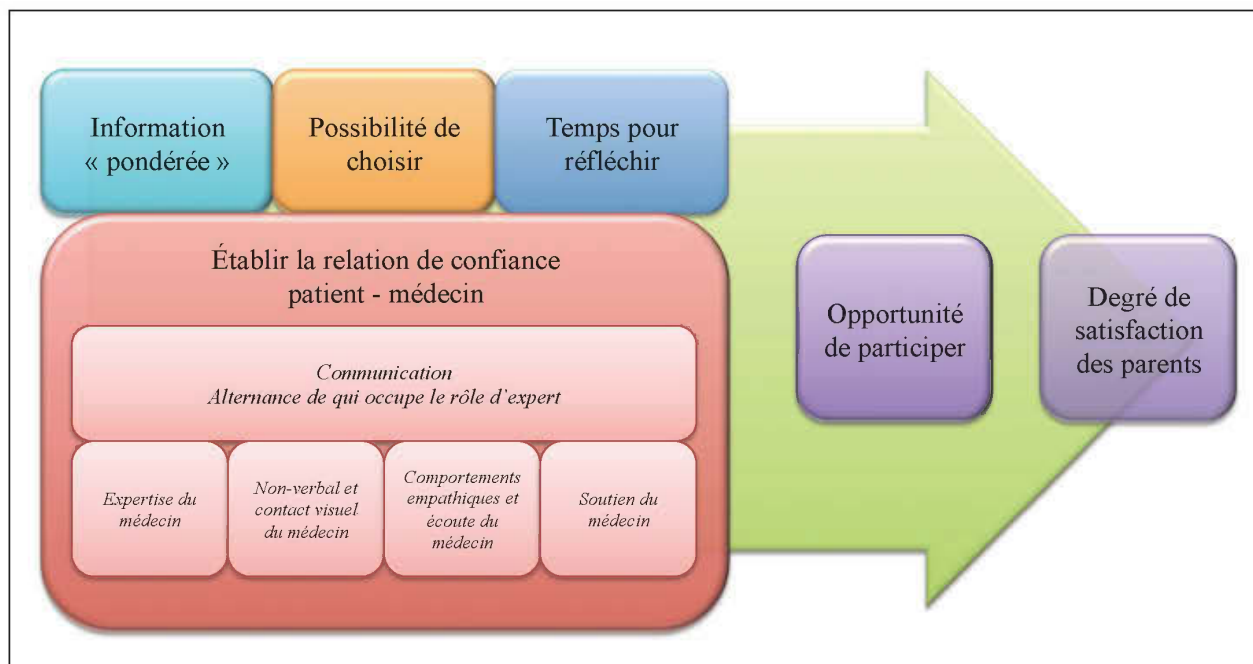 Information
« pondérée »
Possibilité de
choisir
Temps pour
réfléchir
Établir la relation de confiance
patient - médecin
Communication
Alternance de qui occupe le rôle d'expert
Expertise du
médecin
Non-verbal et
contact visuel
du médecin
Comportements
empathiques et
écoute du
médecin
Soutien du
médecin
Opportunité
de participer
Degré de
satisfaction
des parents